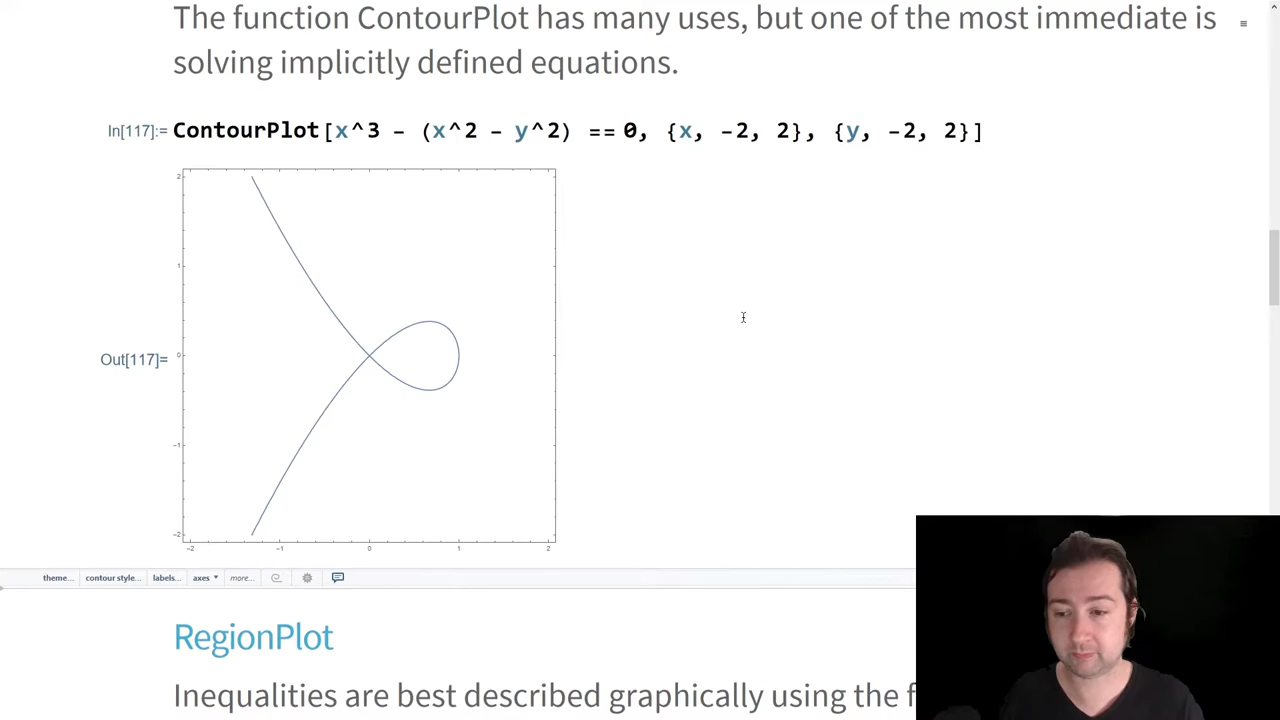 The function ContourPlot has many uses, but one of the most immediate is
solving implicitly defined equations.
In[117]:= ContourPlot[x^3 - (x^2 - y^2) == 0, {x, -2, 2}, {y, -2, 2}]
2
1
0
-1
-2
-2 -1 0 1 2
Out[117]=
theme... contour style... labels... axes more...
RegionPlot
Inequalities are best described graphically using the f